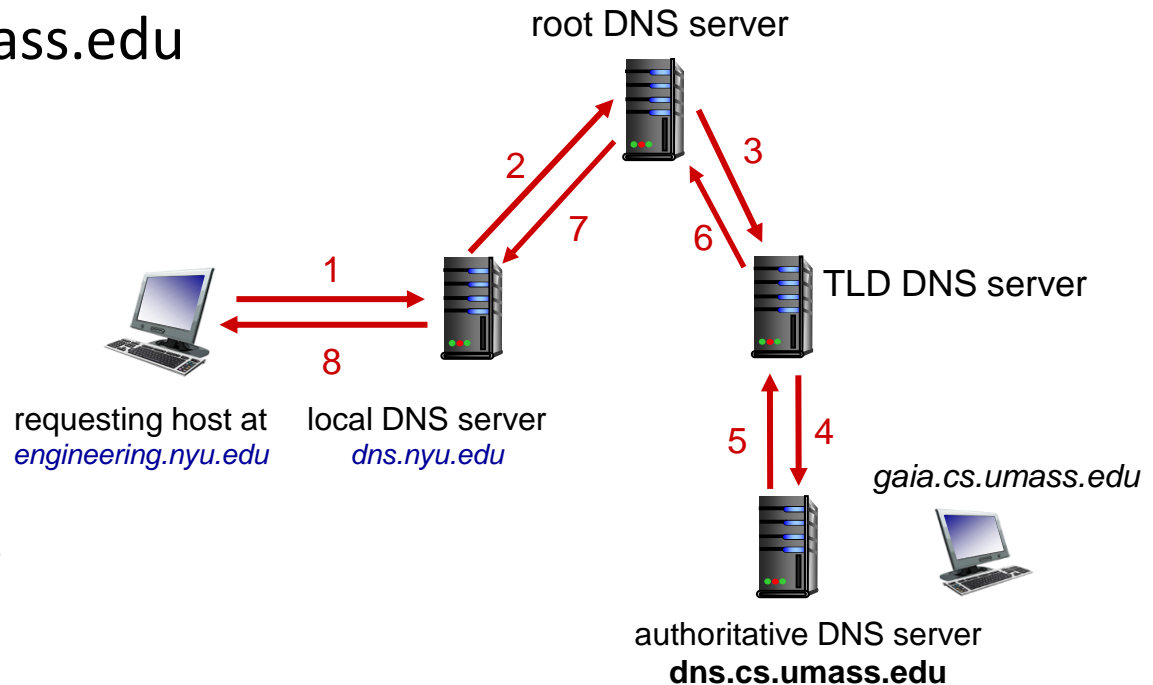 ass.edu
root DNS server
2
3
7
6
1
TLD DNS server
8
requesting host at
engineering.nyu.edu
local DNS server
dns.nyu.edu
5
4
gaia.cs.umass.edu
authoritative DNS server
dns.cs.umass.edu